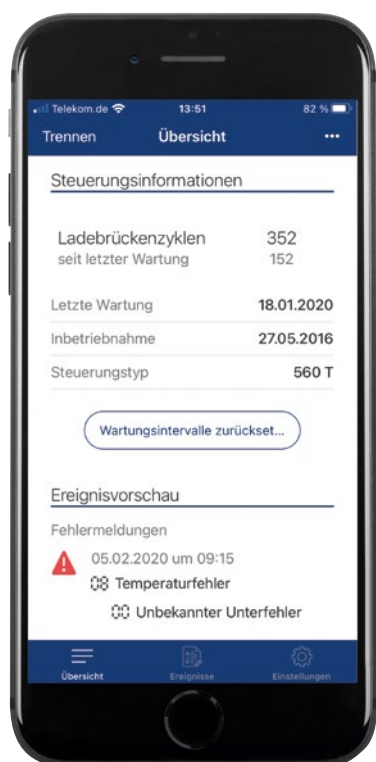 Telekom.de 13:51 82 %
Trennen Übersicht ...
Steuerungsinformationen
Ladebrückenzyklen 352
seit letzter Wartung 152
Letzte Wartung 18.01.2020
Inbetriebnahme 27.05.2016
Steuerungstyp 560 T
Wartungsintervalle zurückset...
Ereignisvorschau
Fehlermeldungen
05.02.2020 um 09:15
08 Temperaturfehler
00 Unbekannter Unterfehler
Übersicht Ereignisse Einstellungen